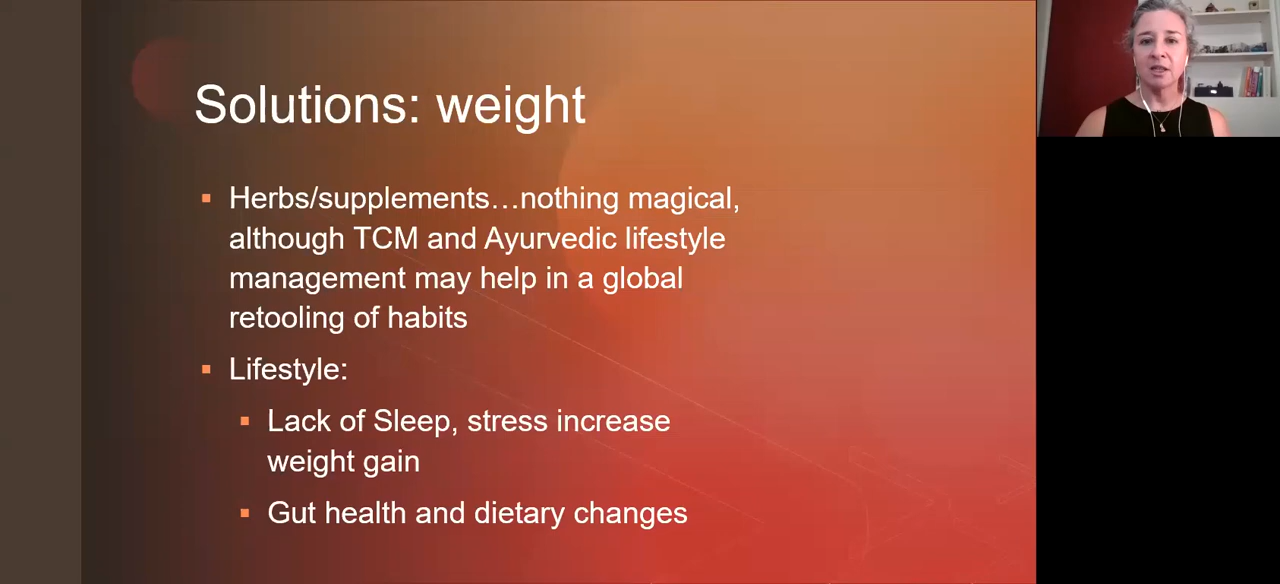 Solutions: weight
Herbs/supplements…nothing magical,
although TCM and Ayurvedic lifestyle
management may help in a global
retooling of habits
Lifestyle:
Lack of Sleep, stress increase
weight gain
Gut health and dietary changes